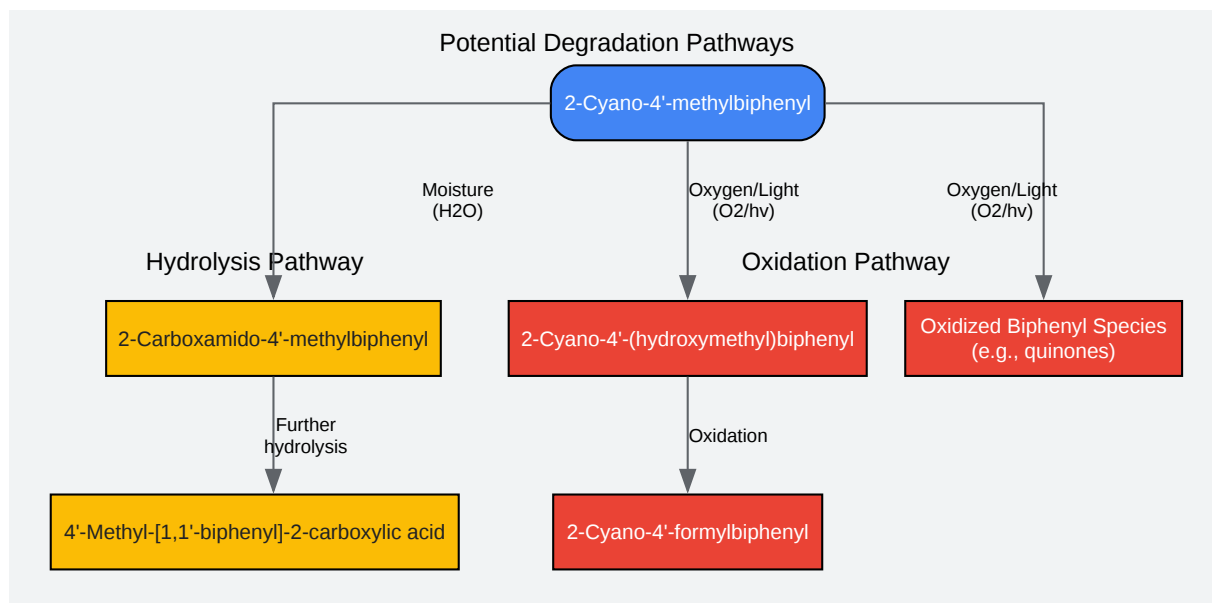 Potential Degradation Pathways
2-Cyano-4'-methylbiphenyl
Moisture
(H2O)
Oxygen/Light
(O2/hv)
Oxygen/Light
(O2/hv)
Hydrolysis Pathway
Oxidation Pathway
2-Carboxamido-4'-methylbiphenyl
2-Cyano-4'-(hydroxymethyl)biphenyl
Oxidized Biphenyl Species
(e.g., quinones)
Further
hydrolysis
Oxidation
4'-Methyl-[1,1'-biphenyl]-2-carboxylic acid
2-Cyano-4'-formylbiphenyl